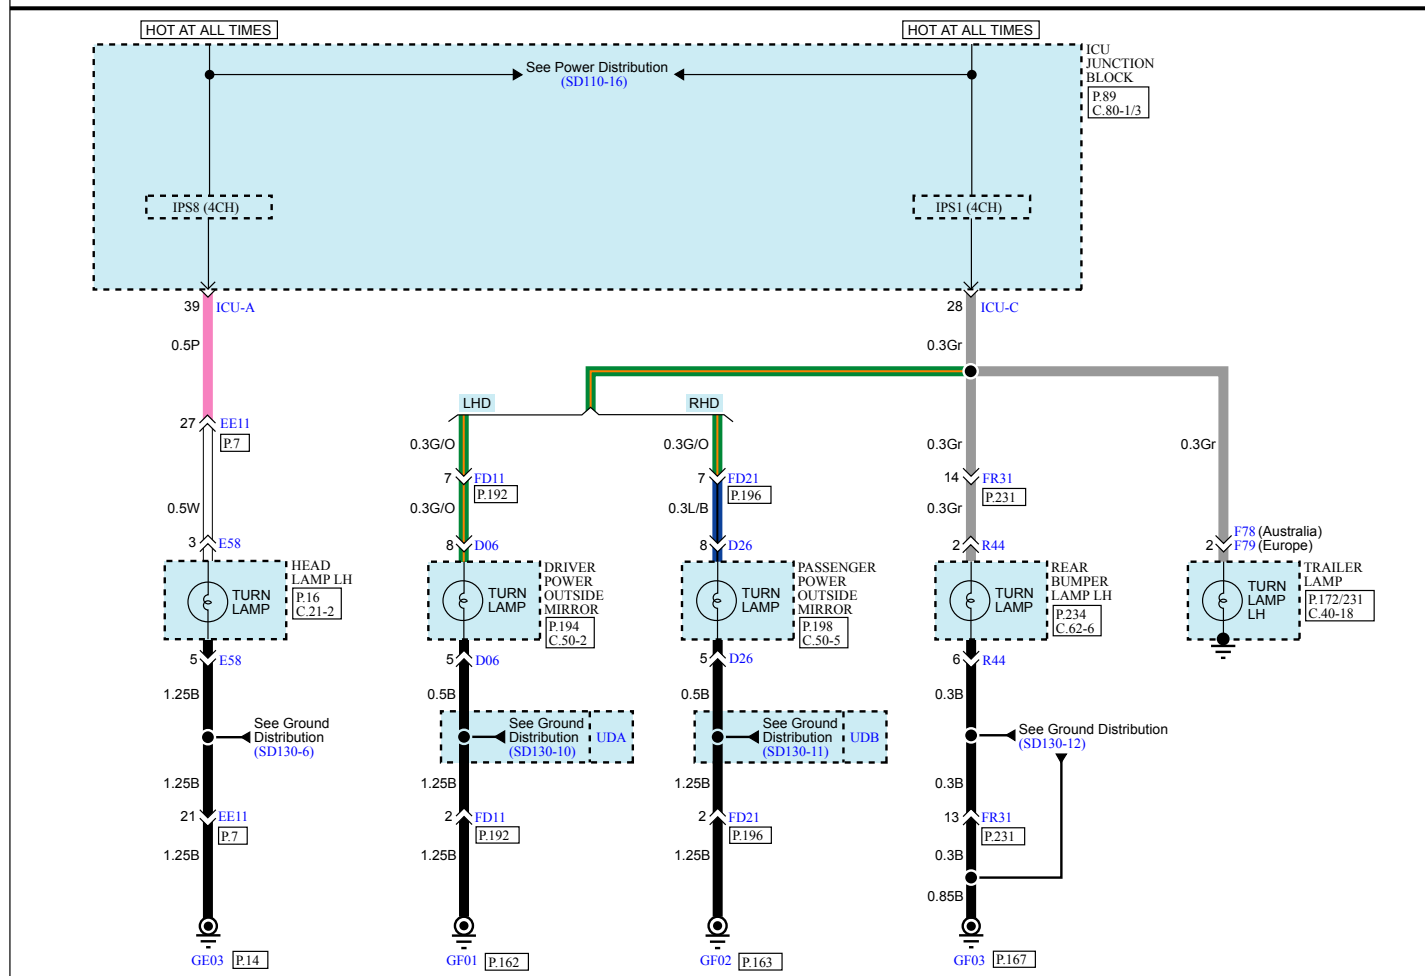 HOT AT ALL TIMES
HOT AT ALL TIMES
See Power Distribution
(SD110-16)
ICU
JUNCTION
BLOCK
P.89
C.80-1/3
IPS8 (4CH)
IPS1 (4CH)
39
ICU-A
28
ICU-C
0.5P
0.3Gr
LHD
RHD
27
EE11
P.7
0.3G/O
0.3G/O
0.3Gr
0.3Gr
7
FD11
P.192
7
FD21
P.196
14
FR31
P.231
0.5W
0.3G/O
0.3L/B
0.3Gr
3
E58
8
D06
8
D26
2
R44
F78 (Australia)
2
F79 (Europe)
TURN
LAMP
HEAD
LAMP LH
P.16
C.21-2
TURN
LAMP
DRIVER
POWER
OUTSIDE
MIRROR
P.194
C.50-2
TURN
LAMP
PASSENGER
POWER
OUTSIDE
MIRROR
P.198
C.50-5
TURN
LAMP
REAR
BUMPER
LAMP LH
P.234
C.62-6
TURN
LAMP
LH
TRAILER
LAMP
P.172/231
C.40-18
5
E58
5
D06
5
D26
6
R44
1.25B
0.5B
0.5B
0.3B
See Ground
Distribution
(SD130-6)
See Ground
Distribution
(SD130-10)
UDA
See Ground
Distribution
(SD130-11)
UDB
See Ground Distribution
(SD130-12)
1.25B
1.25B
1.25B
0.3B
21
EE11
P.7
2
FD11
P.192
2
FD21
P.196
13
FR31
P.231
1.25B
1.25B
1.25B
0.3B
0.85B
GE03
P.14
GF01
P.162
GF02
P.163
GF03
P.167